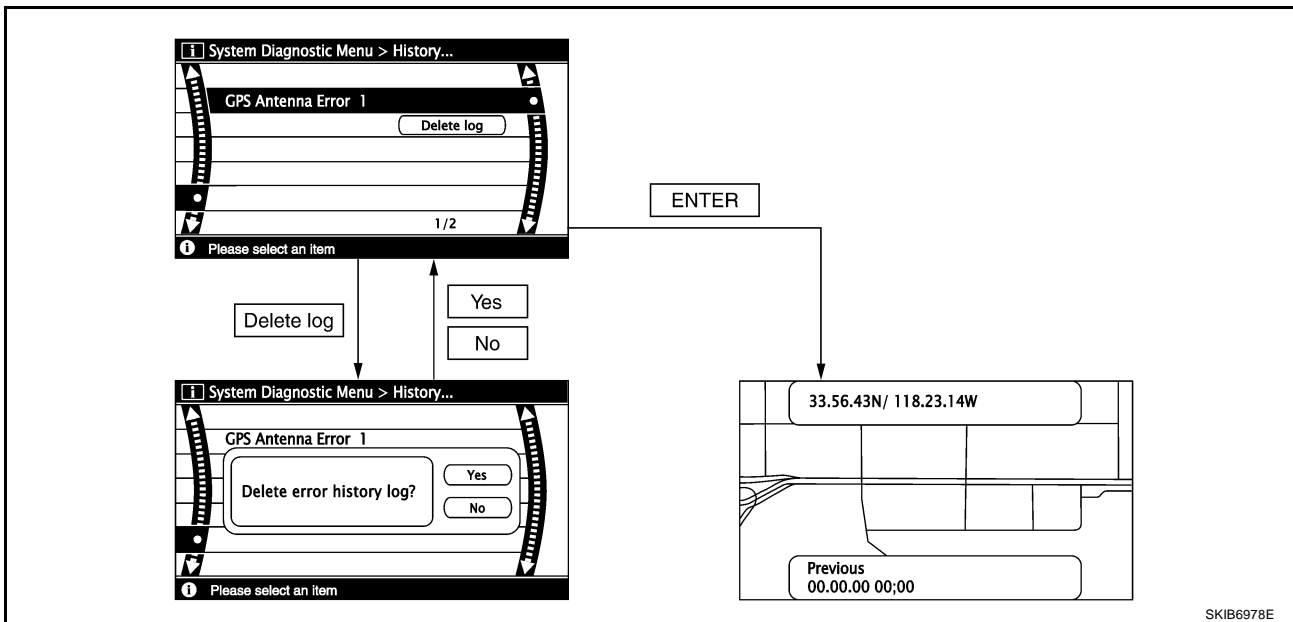 i System Diagnostic Menu > History...
GPS Antenna Error 1
Delete log
1/2
i Please select an item
ENTER
Delete log
Yes
No
i System Diagnostic Menu > History...
GPS Antenna Error 1
Delete error history log?
Yes
No
i Please select an item
33.56.43N/ 118.23.14W
Previous
00.00.00 00;00
SKIB6978E